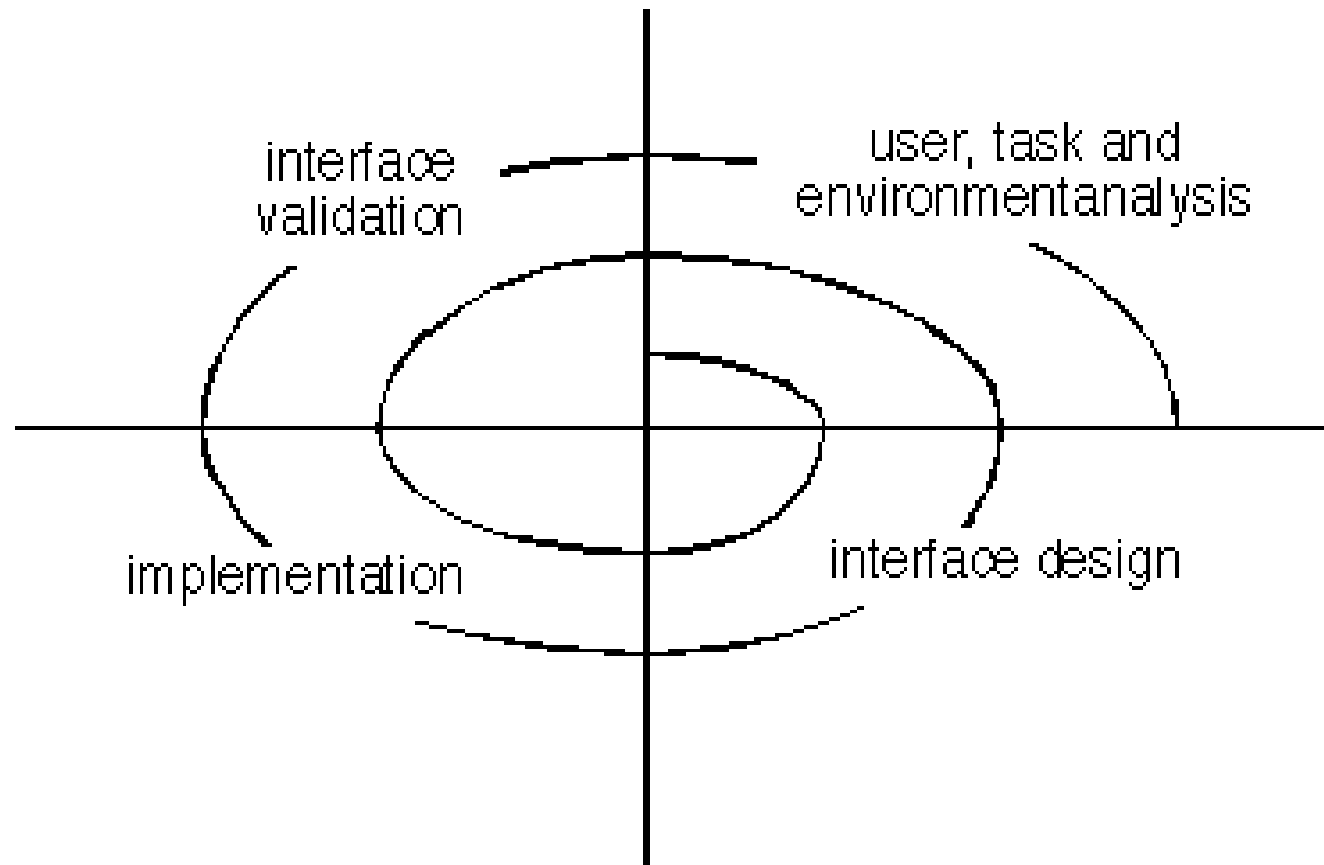 interface
validation
user, task and
environmentanalysis
implementation
interface design